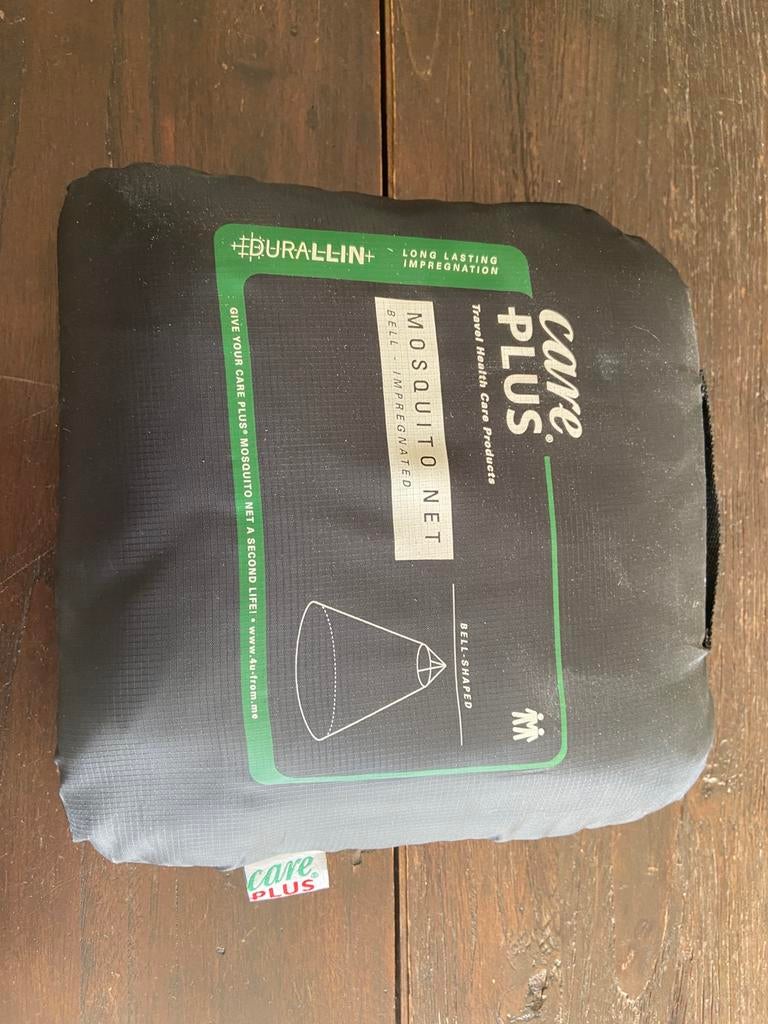 care
PLUS®
Travel Health Care Products
MOSQUITO NET
BELL - IMPREGNATED
BELL-SHAPED
DURALLIN
LONG LASTING
IMPREGNATION
GIVE YOUR CARE PLUS® MOSQUITO NET A SECOND LIFE! • www.4u-from.me
care®
PLUS